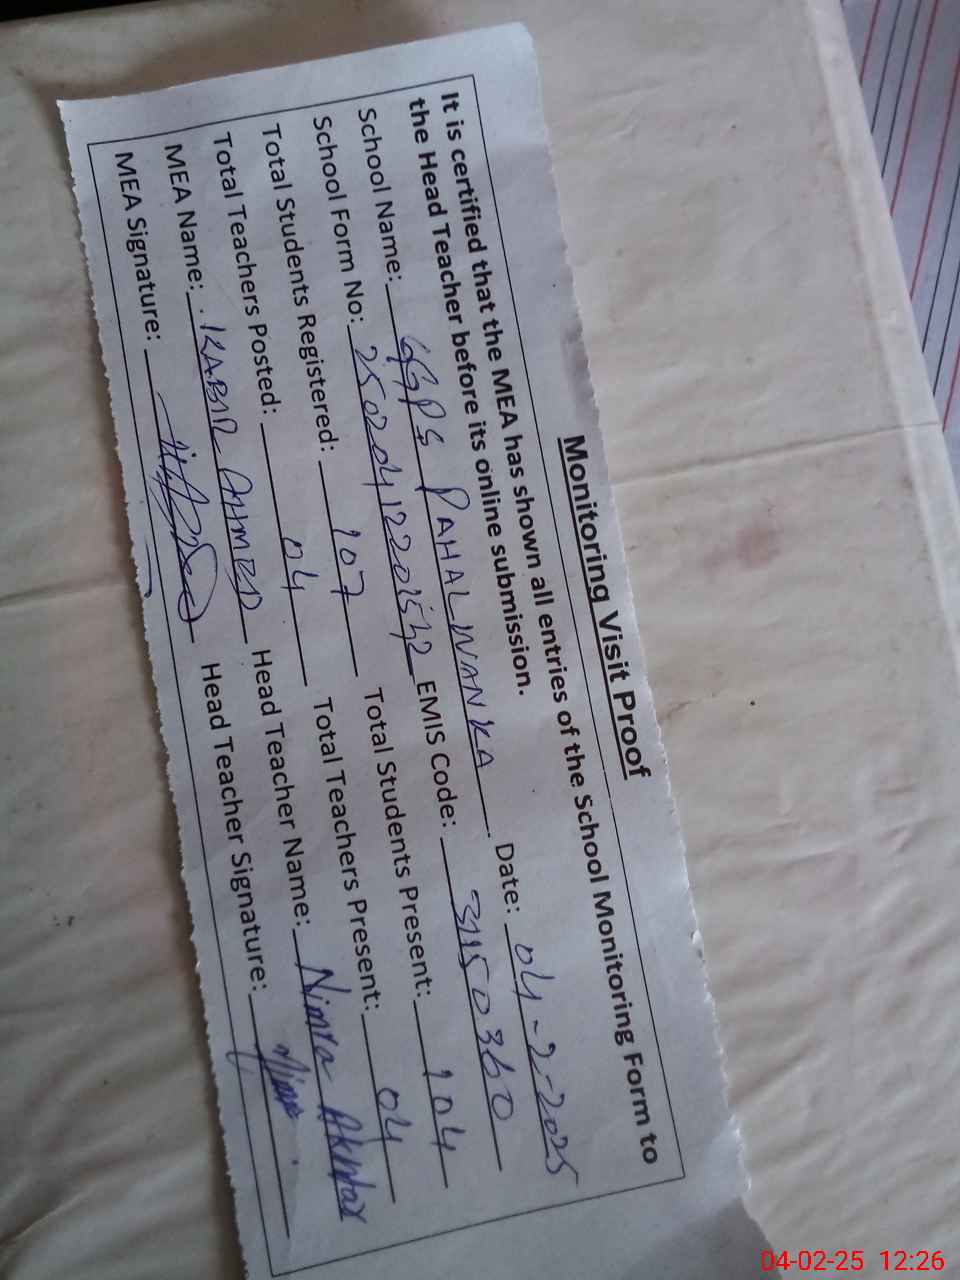 Monitoring Visit Proof
It is certified that the MEA has shown all entries of the School Monitoring Form to
the Head Teacher before its online submission.
School Name: GGPS PAHALWANKA Date: 04-2-2025
School Form No: 25020412201542 EMIS Code: 31150360
Total Students Registered: 107 Total Students Present: 104
Total Teachers Posted: 04 Total Teachers Present: 04
MEA Name: KABIR AHMED Head Teacher Name: Nimra Akhtar
MEA Signature: Head Teacher Signature: Nimra
04-02-25 12:26